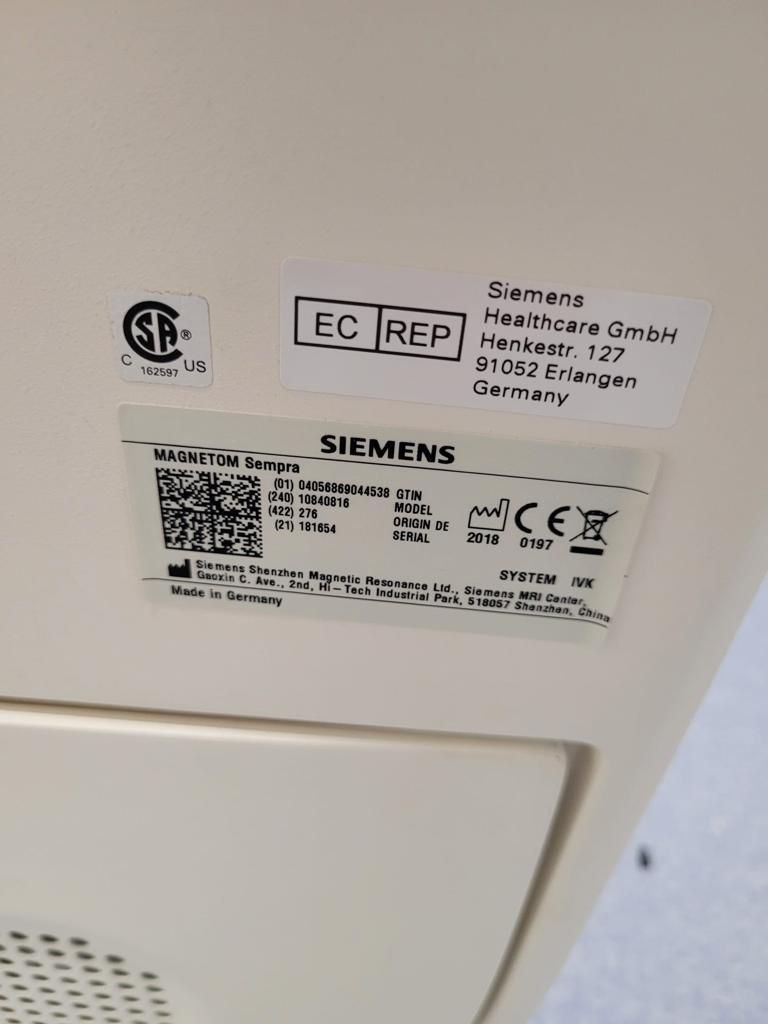 SA®
C US
162597
EC REP
Siemens
Healthcare GmbH
Henkestr. 127
91052 Erlangen
Germany
SIEMENS
MAGNETOM Sempra
(01) 04056869044538 GTIN
(240) 10840816 MODEL
(422) 276 ORIGIN DE
(21) 181654 SERIAL
2018
CE
0197
SYSTEM IVK
Siemens Shenzhen Magnetic Resonance Ltd., Siemens MRI Center,
Gaoxin C. Ave., 2nd, Hi-Tech Industrial Park, 518057 Shenzhen, China
Made in Germany